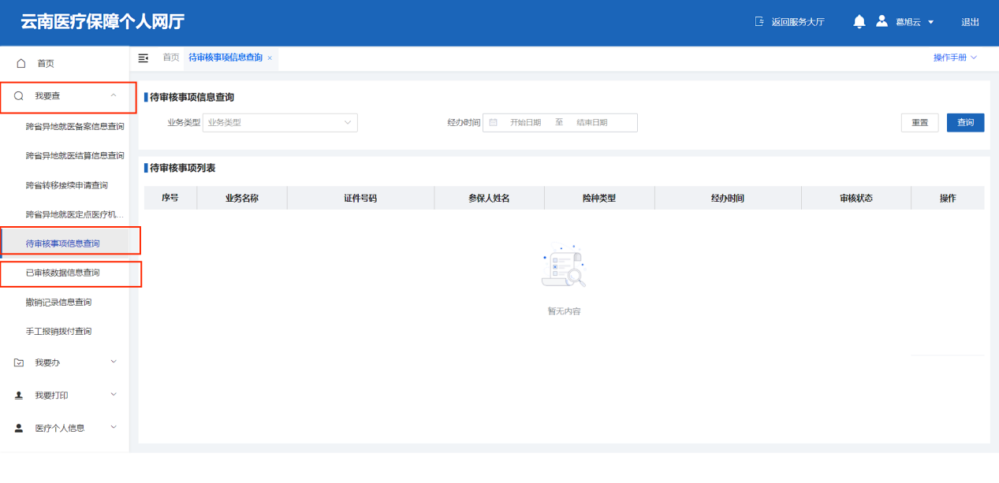 云南医疗保障个人网厅
返回服务大厅
葛旭云
退出
首页
我要查
跨省异地就医备案信息查询
跨省异地就医结算信息查询
跨省转移接续申请查询
跨省异地就医定点医疗机...
待审核事项信息查询
已审核数据信息查询
撤销记录信息查询
手工报销拨付查询
我要办
我要打印
医疗个人信息
首页 待审核事项信息查询 ×
操作手册
待审核事项信息查询
业务类型 业务类型 经办时间 开始日期 至 结束日期 重置 查询
待审核事项列表
序号 业务名称 证件号码 参保人姓名 险种类型 经办时间 审核状态 操作
暂无内容